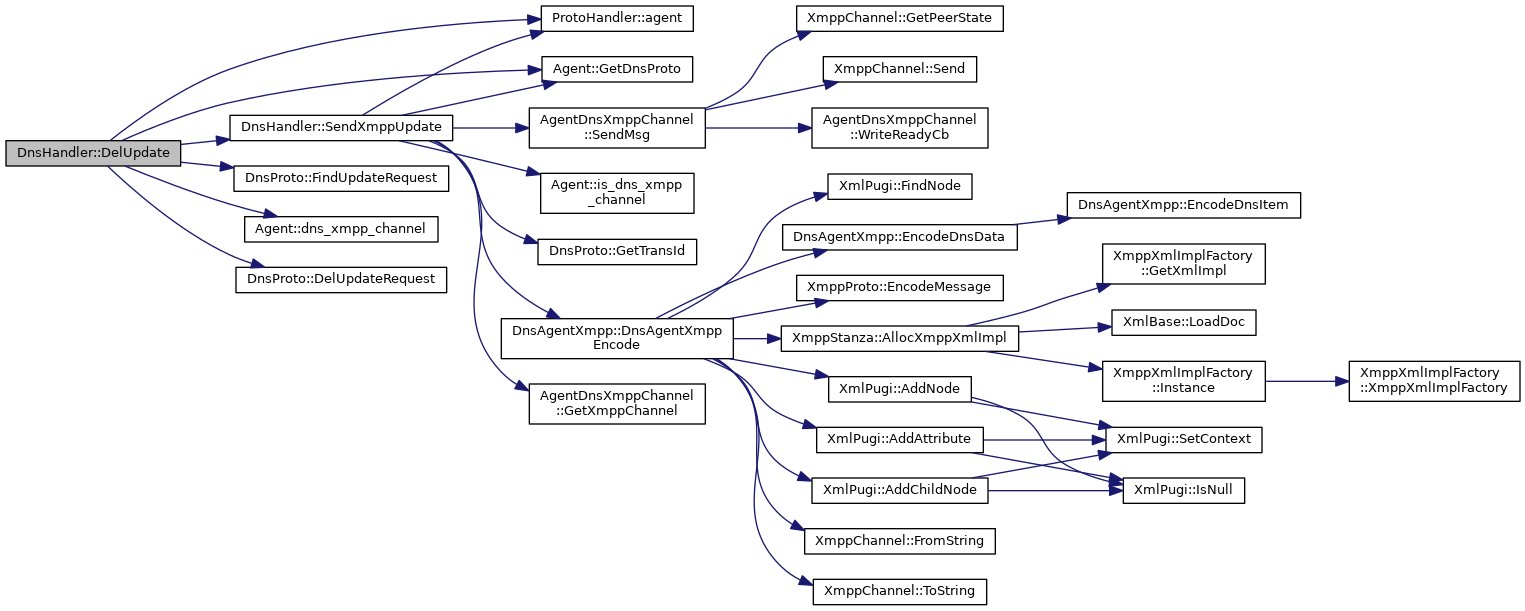 DnsHandler::DelUpdate
DnsHandler::SendXmppUpdate
DnsProto::FindUpdateRequest
Agent::dns_xmpp_channel
DnsProto::DelUpdateRequest
ProtoHandler::agent
Agent::GetDnsProto
AgentDnsXmppChannel
::SendMsg
Agent::is_dns_xmpp
_channel
DnsProto::GetTransId
DnsAgentXmpp::DnsAgentXmpp
Encode
AgentDnsXmppChannel
::GetXmppChannel
XmppChannel::GetPeerState
XmppChannel::Send
AgentDnsXmppChannel
::WriteReadyCb
XmlPugi::FindNode
DnsAgentXmpp::EncodeDnsData
XmppProto::EncodeMessage
XmppStanza::AllocXmppXmlImpl
XmlPugi::AddNode
XmlPugi::AddAttribute
XmlPugi::AddChildNode
XmppChannel::FromString
XmppChannel::ToString
DnsAgentXmpp::EncodeDnsItem
XmppXmlImplFactory
::GetXmlImpl
XmlBase::LoadDoc
XmppXmlImplFactory
::Instance
XmlPugi::SetContext
XmlPugi::IsNull
XmppXmlImplFactory
::XmppXmlImplFactory